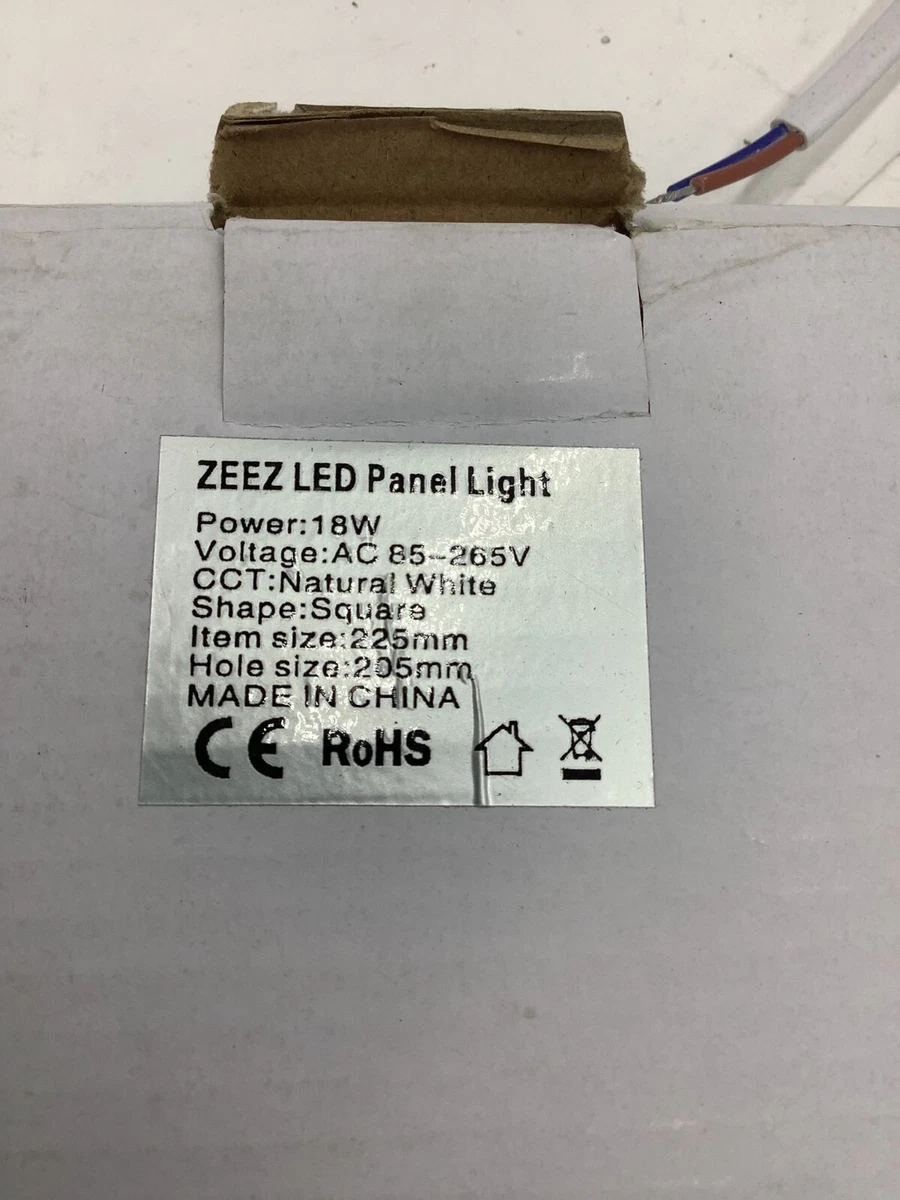 ZEEZ LED Panel Light
Power:18W
Voltage:AC 85-265V
CCT:Natural White
Shape:Square
Item size:225mm
Hole size:205mm
MADE IN CHINA
CE RoHS